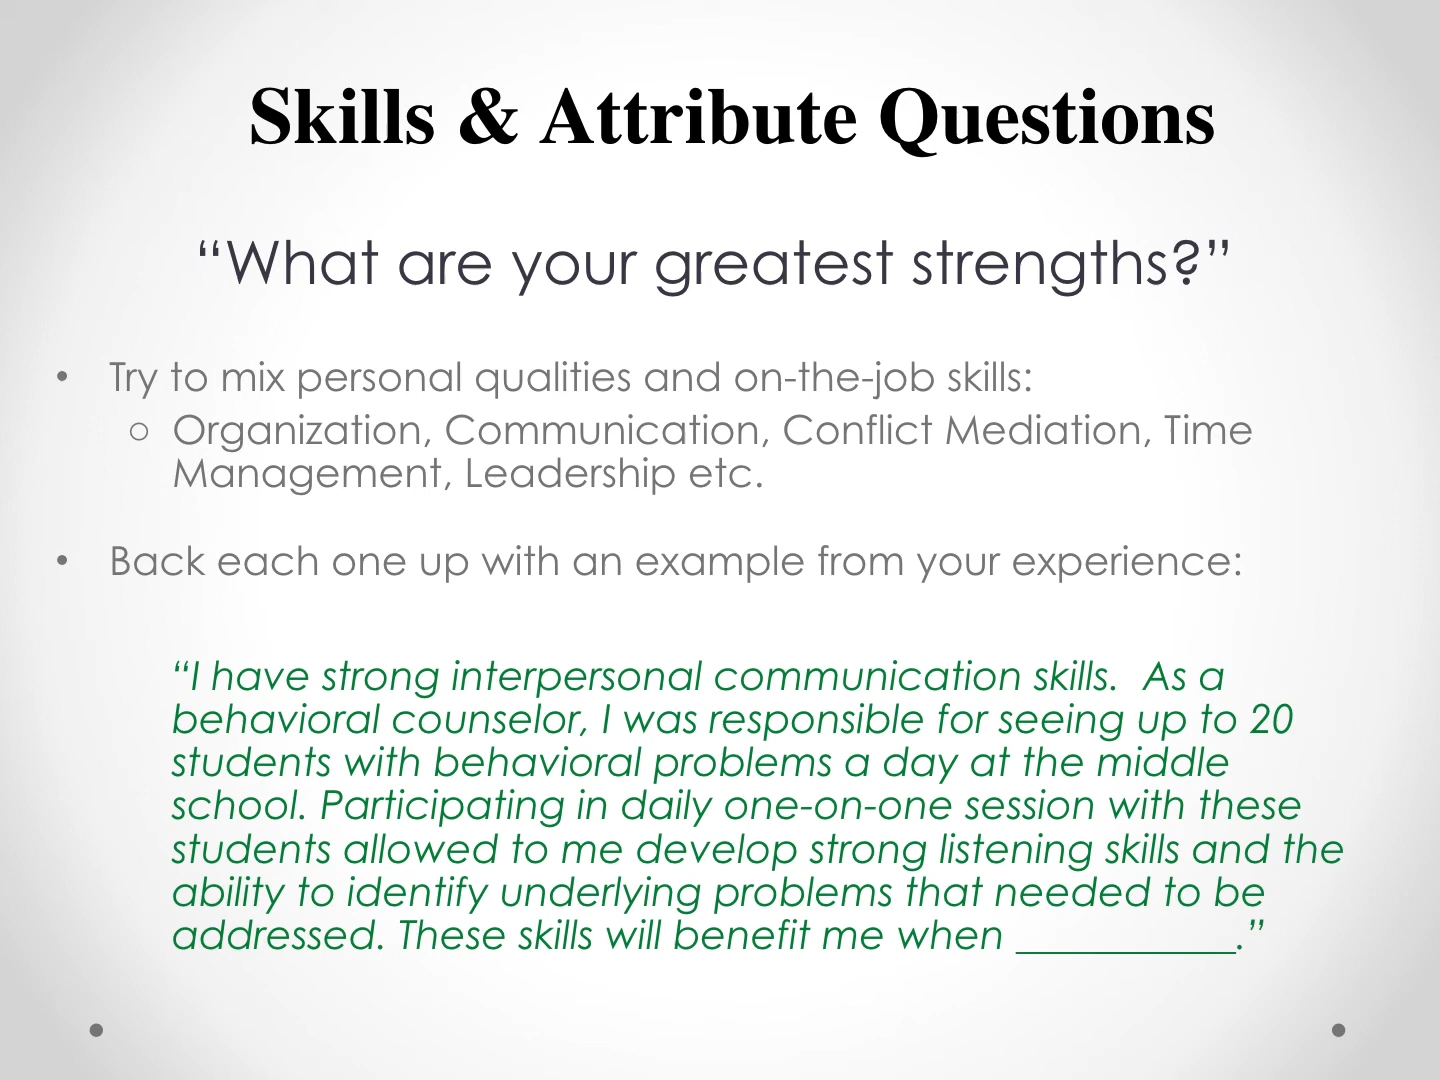 Skills & Attribute Questions
“What are your greatest strengths?”
• Try to mix personal qualities and on-the-job skills:
○ Organization, Communication, Conflict Mediation, Time
Management, Leadership etc.
• Back each one up with an example from your experience:
“I have strong interpersonal communication skills.  As a
behavioral counselor, I was responsible for seeing up to 20
students with behavioral problems a day at the middle
school. Participating in daily one-on-one session with these
students allowed to me develop strong listening skills and the
ability to identify underlying problems that needed to be
addressed. These skills will benefit me when ___________.”